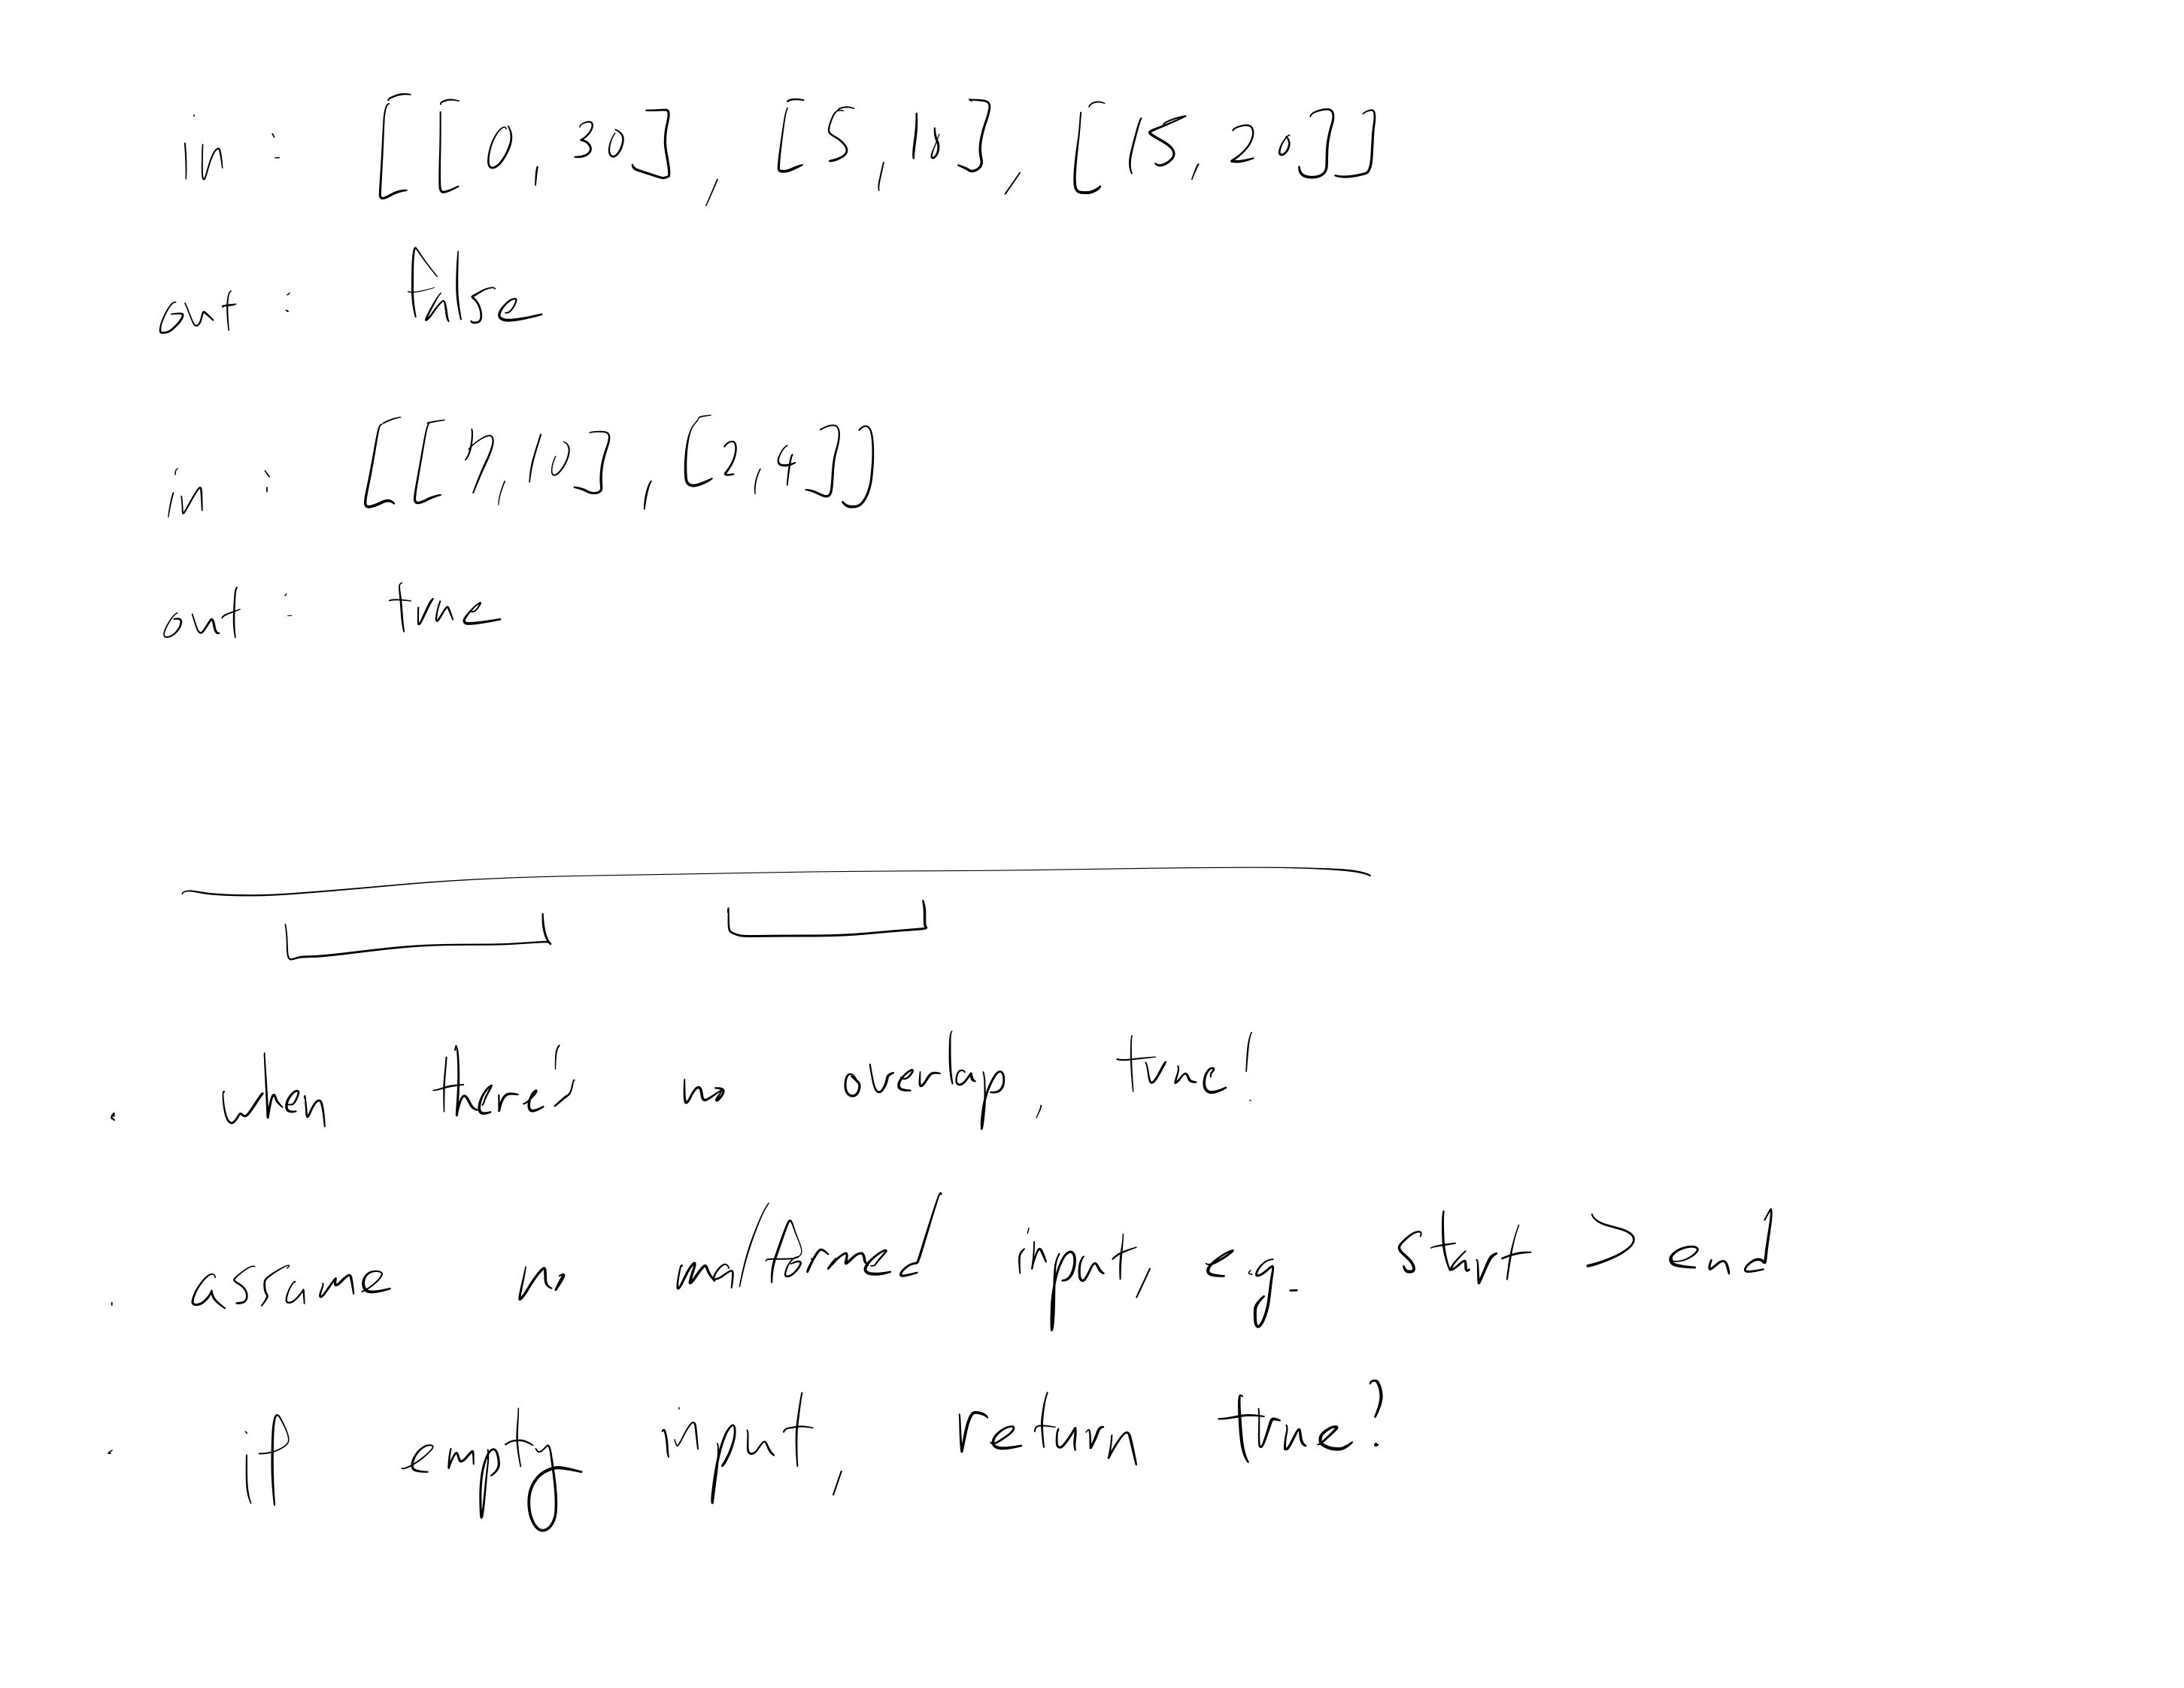 in : [[0, 30], [5, 10], [15, 20]]
out : false
in : [[7, 10], [2, 4]]
out : true
. when there's no overlap, true!
. assume no malformed input, eg. start > end
. if empty input, return true?